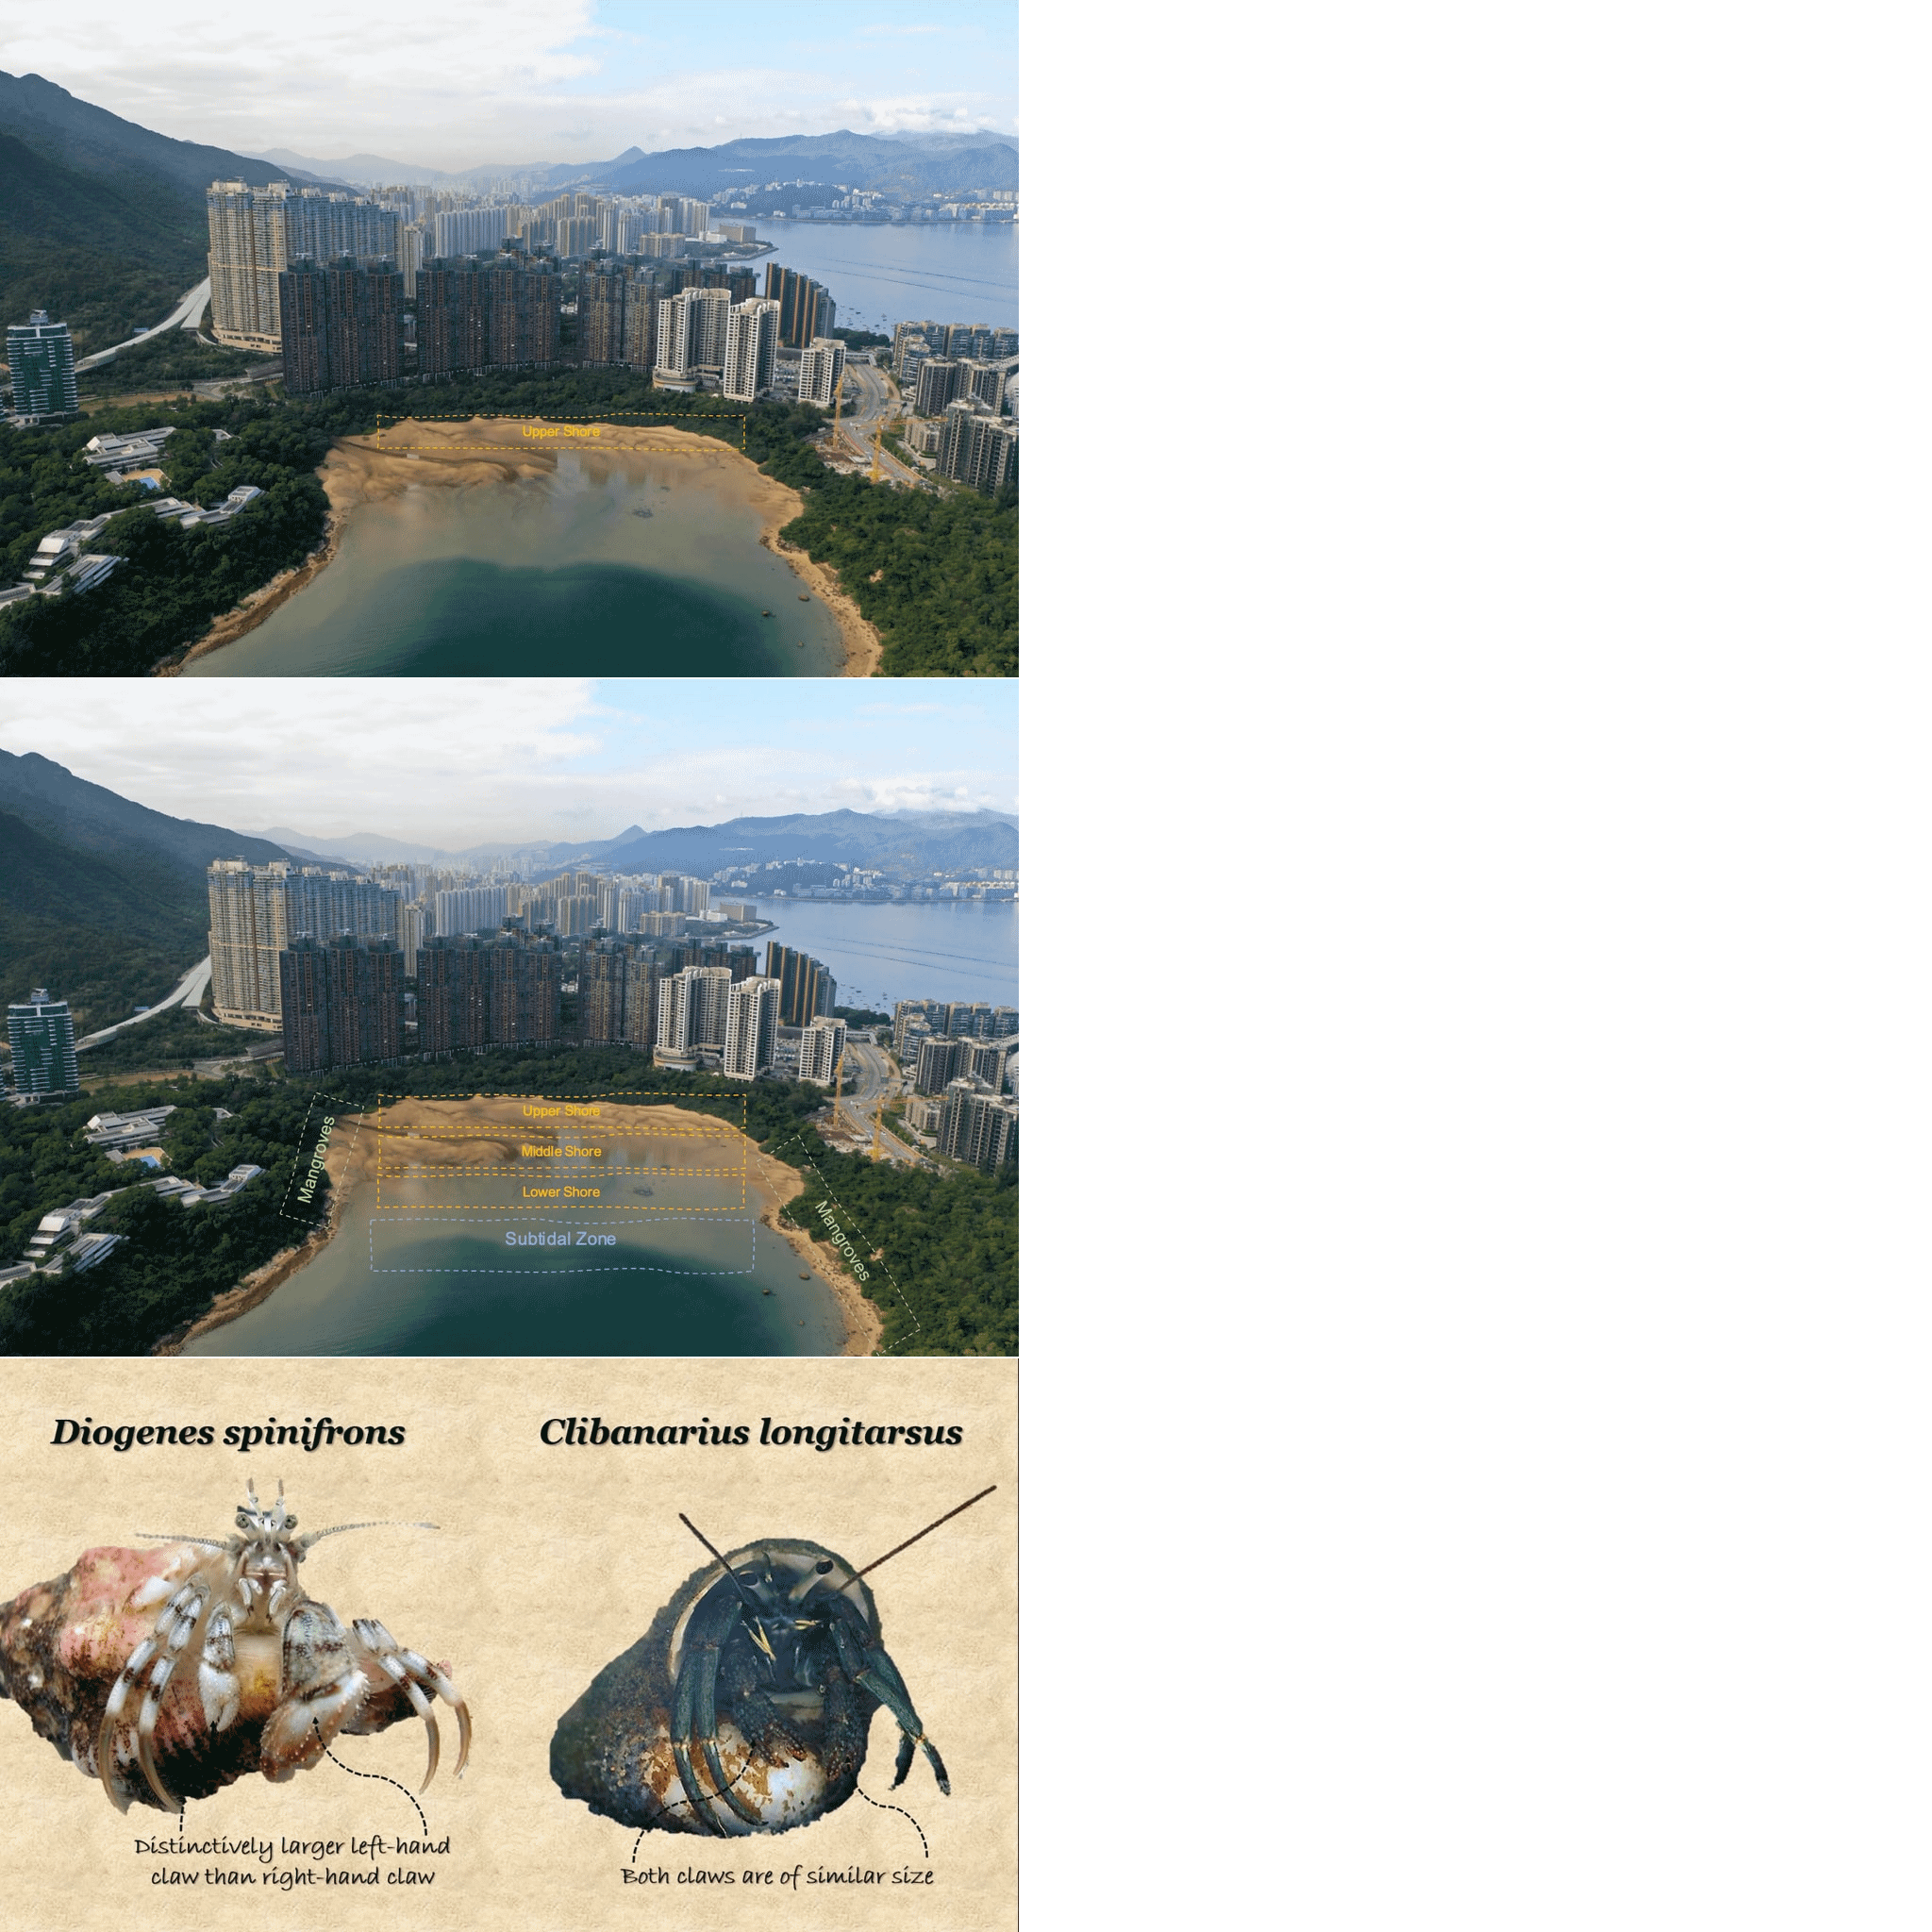 Upper Shore
Mangroves
Upper Shore
Middle Shore
Lower Shore
Subtidal Zone
Mangroves
Diogenes spinifrons
Clibanarius longitarsus
Distinctively larger left-hand
claw than right-hand claw
Both claws are of similar size